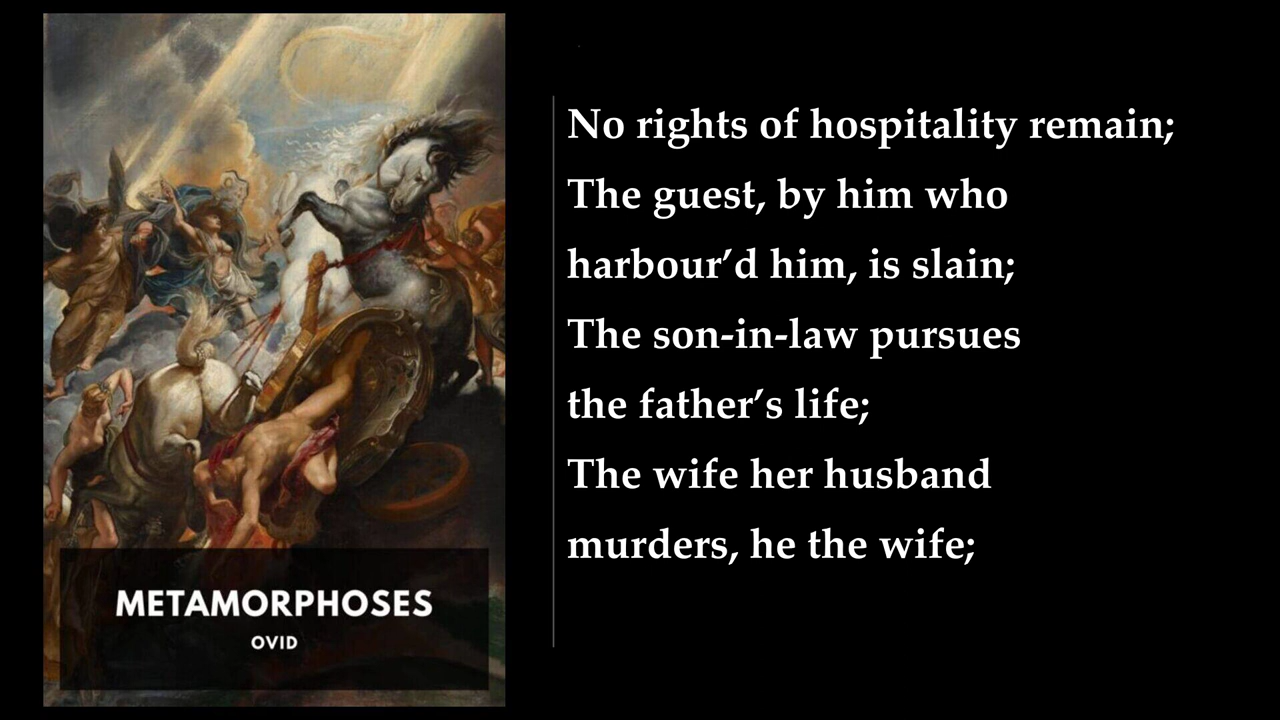 METAMORPHOSES
OVID
No rights of hospitality remain;
The guest, by him who
harbour’d him, is slain;
The son-in-law pursues
the father’s life;
The wife her husband
murders, he the wife;